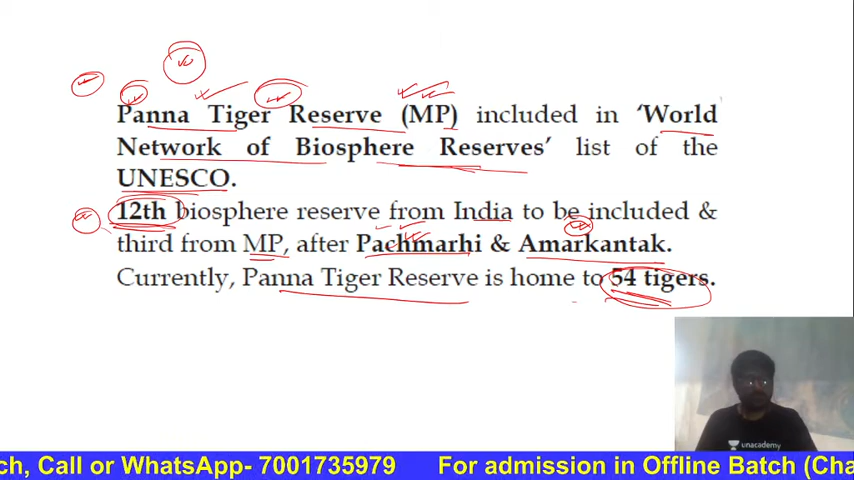 Panna Tiger Reserve (MP) included in ‘World
Network of Biosphere Reserves’ list of the
UNESCO.
12th biosphere reserve from India to be included &
third from MP, after Pachmarhi & Amarkantak.
Currently, Panna Tiger Reserve is home to 54 tigers.
unacademy
ch, Call or WhatsApp- 7001735979 For admission in Offline Batch (Cha